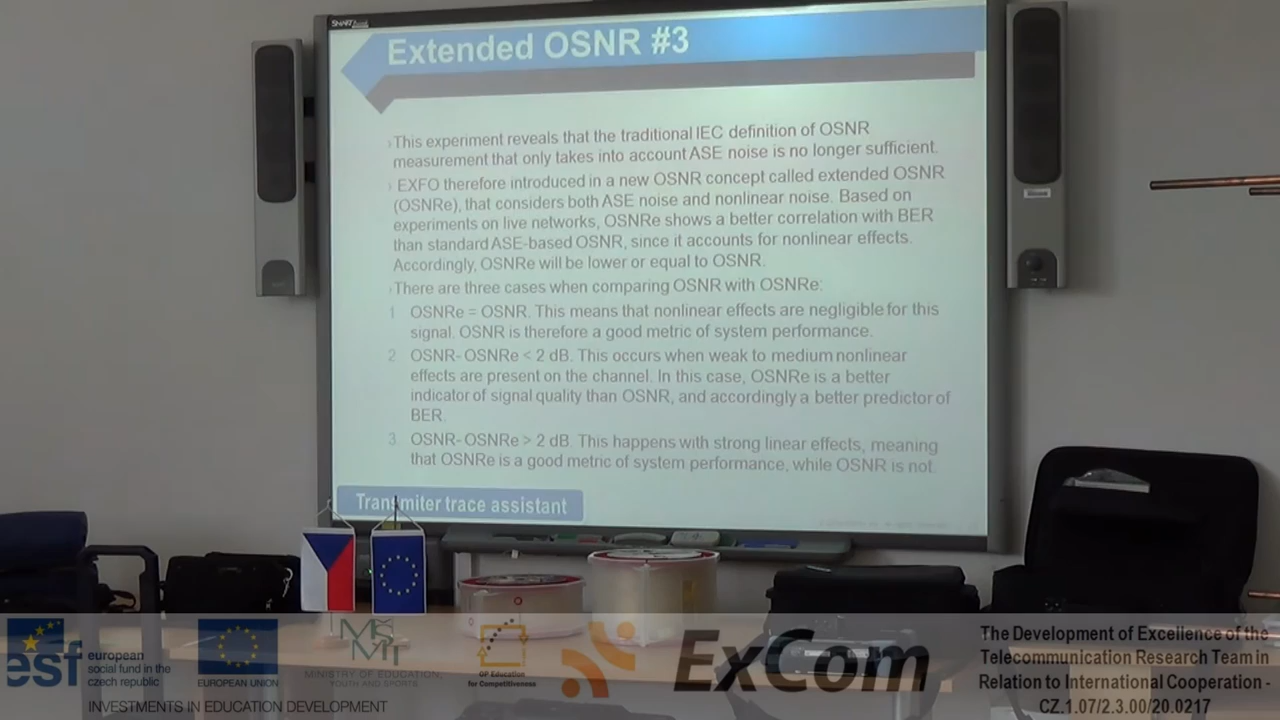 SMART
Extended OSNR #3
This experiment reveals that the traditional IEC definition of OSNR
measurement that only takes into account ASE noise is no longer sufficient.
EXFO therefore introduced in a new OSNR concept called extended OSNR
(OSNRe), that considers both ASE noise and nonlinear noise. Based on
experiments on live networks, OSNRe shows a better correlation with BER
than standard ASE-based OSNR, since it accounts for nonlinear effects.
Accordingly, OSNRe will be lower or equal to OSNR.
There are three cases when comparing OSNR with OSNRe:
1 OSNRe = OSNR. This means that nonlinear effects are negligible for this
signal. OSNR is therefore a good metric of system performance.
2 OSNR- OSNRe < 2 dB. This occurs when weak to medium nonlinear
effects are present on the channel. In this case, OSNRe is a better
indicator of signal quality than OSNR, and accordingly a better predictor of
BER.
3. OSNR- OSNRe > 2 dB. This happens with strong linear effects, meaning
that OSNRe is a good metric of system performance, while OSNR is not.
Transmiter trace assistant
esf
european
social fund in the
czech republic
EUROPEAN UNION
MINISTRY OF EDUCATION,
YOUTH AND SPORTS
OP Education
for Competitiveness
INVESTMENTS IN EDUCATION DEVELOPMENT
ExCom
The Development of Excellence of the
Telecommunication Research Team in
Relation to International Cooperation -
CZ.1.07/2.3.00/20.0217